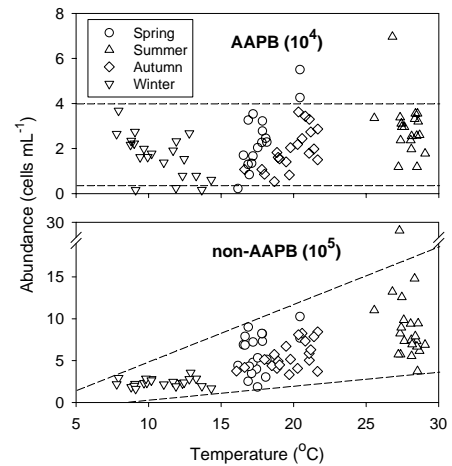 AAPB (10⁴)
Spring
Summer
Autumn
Winter
8
6
4
2
0
Abundance (cells mL⁻¹)
non-AAPB (10⁵)
30
15
10
5
0
5 10 15 20 25 30
Temperature (°C)